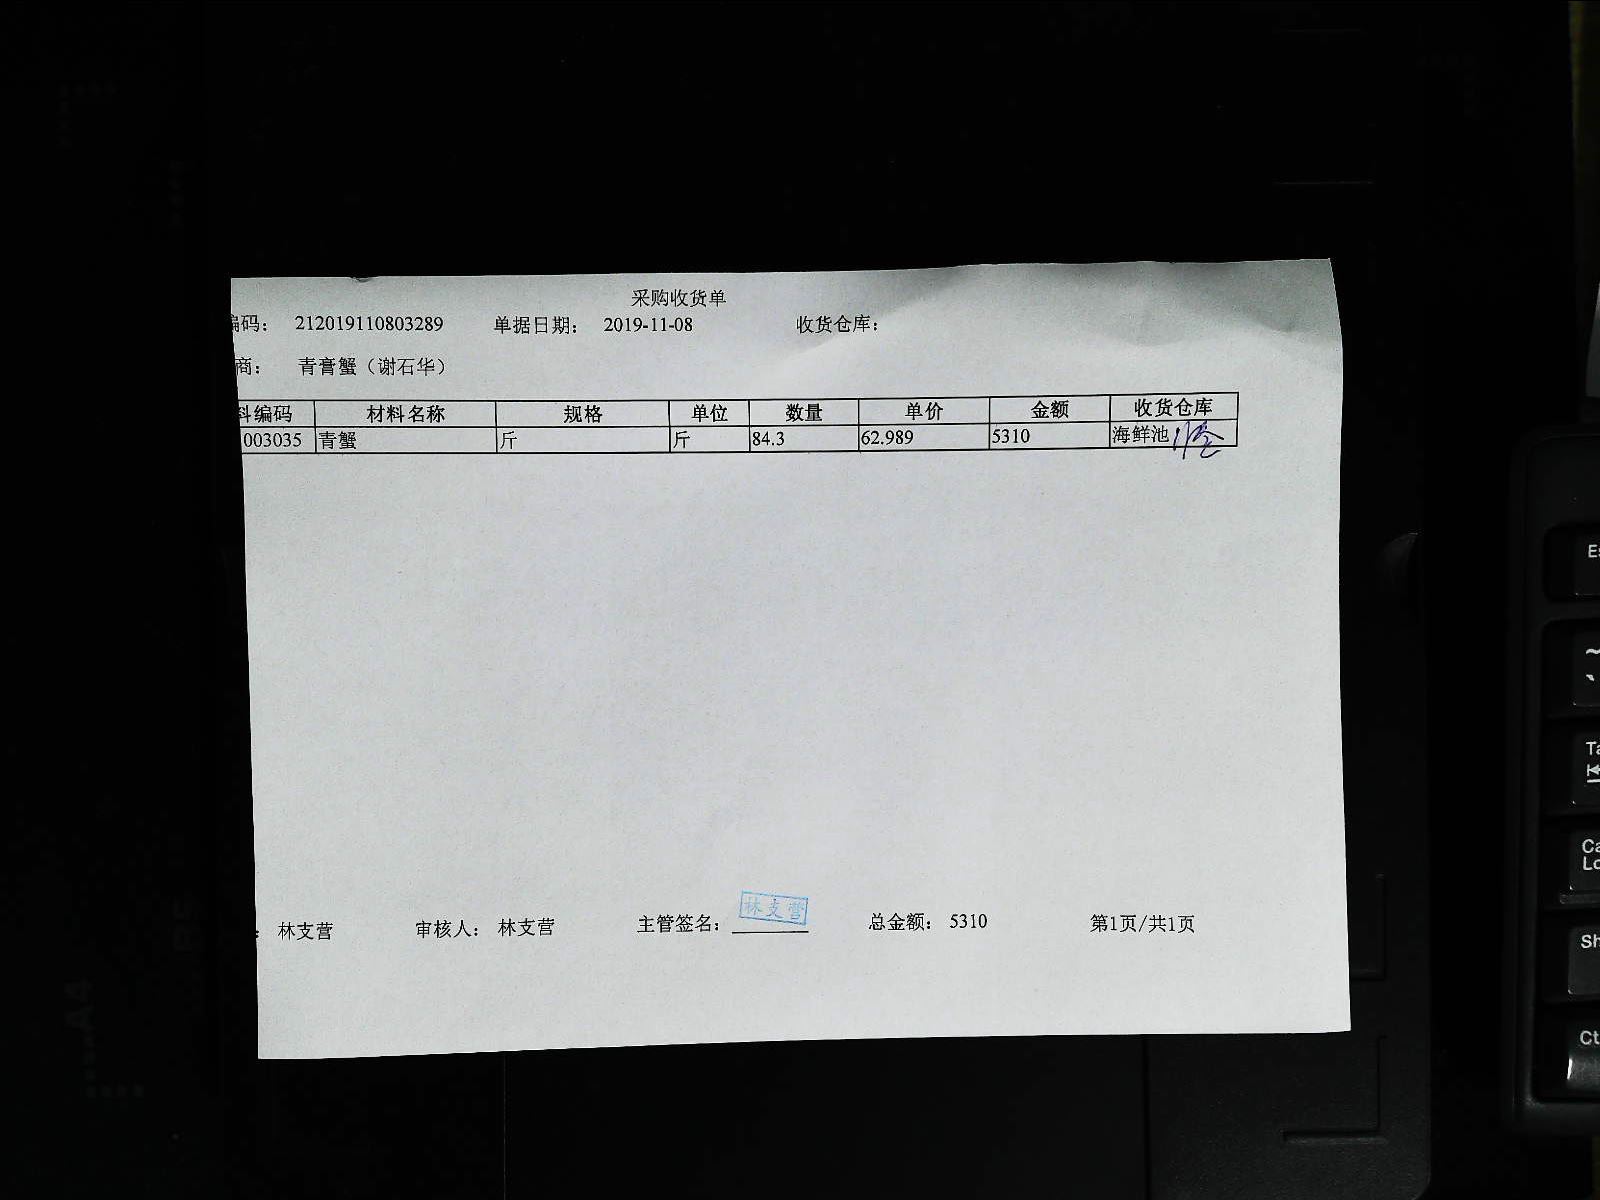 采购收货单
编码： 212019110803289 单据日期： 2019-11-08 收货仓库：
商： 青膏蟹（谢石华）
料编码 材料名称 规格 单位 数量 单价 金额 收货仓库
003035 青蟹 斤 斤 84.3 62.989 5310 海鲜池
： 林支营 审核人： 林支营 主管签名： 林支营 总金额： 5310 第1页/共1页
A4
~
`
Sh